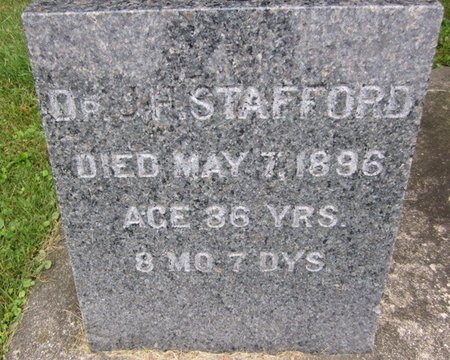 DR. J.H. STAFFORD
DIED MAY 7, 1896
AGE 36 YRS.
8 MO. 7 DYS.